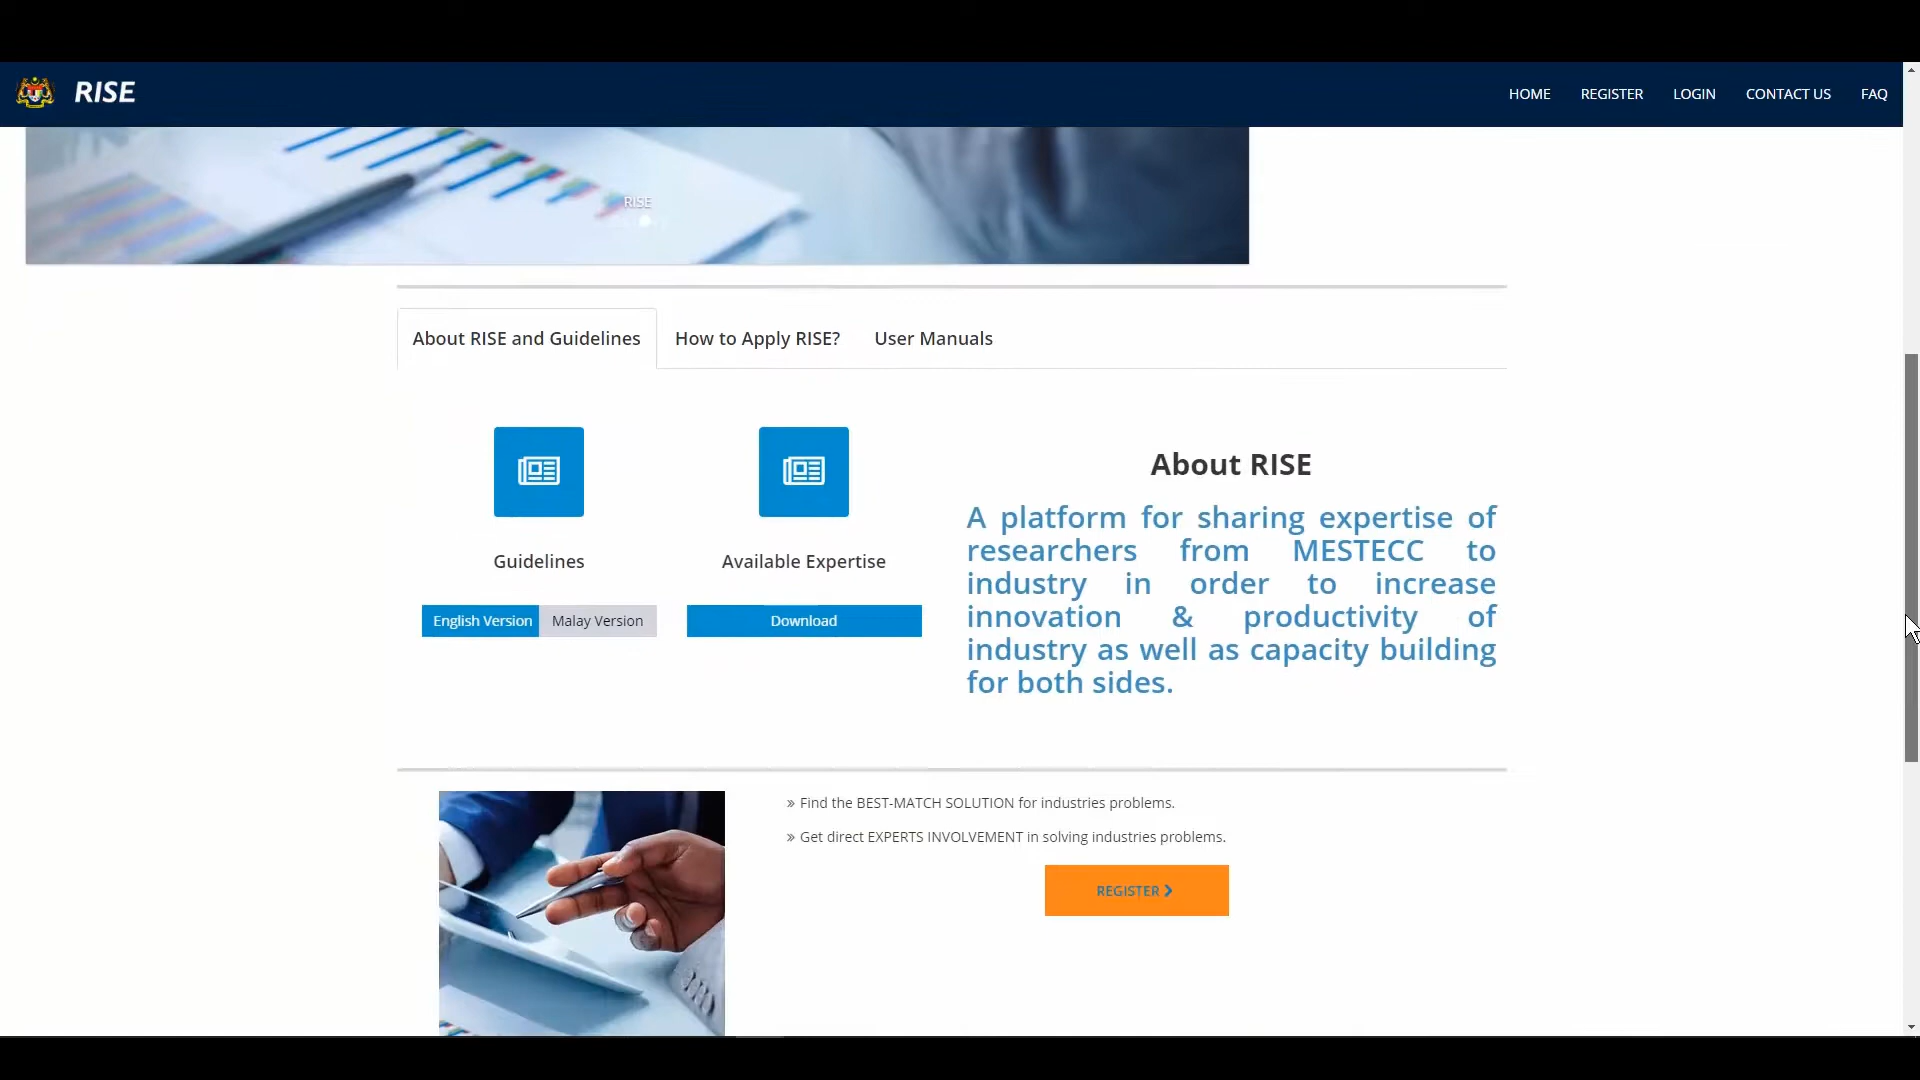 RISE
HOME REGISTER LOGIN CONTACT US FAQ
RISE
About RISE and Guidelines How to Apply RISE? User Manuals
Guidelines
English Version Malay Version
Available Expertise
Download
About RISE
A platform for sharing expertise of
researchers from MESTECC to
industry in order to increase
innovation & productivity of
industry as well as capacity building
for both sides.
» Find the BEST-MATCH SOLUTION for industries problems.
» Get direct EXPERTS INVOLVEMENT in solving industries problems.
REGISTER